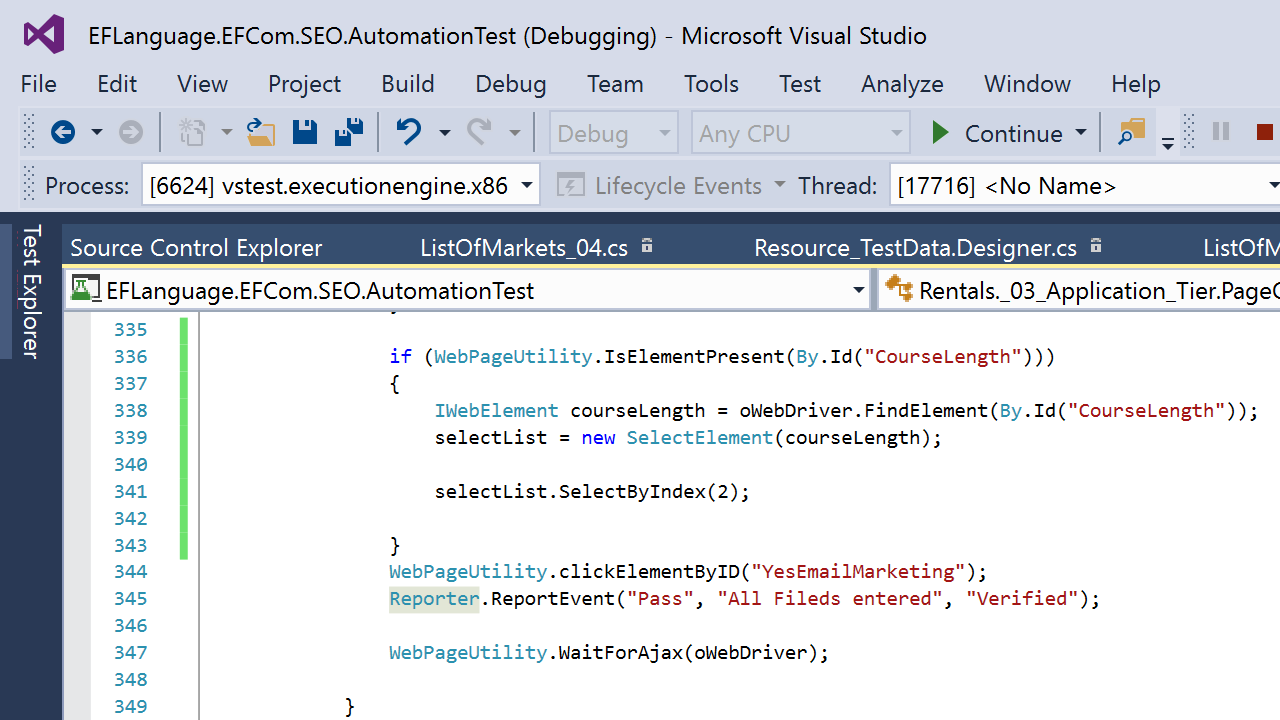 EFLanguage.EFCom.SEO.AutomationTest (Debugging) - Microsoft Visual Studio
File Edit View Project Build Debug Team Tools Test Analyze Window Help
Debug Any CPU Continue
Process: [6624] vstest.executionengine.x86 Lifecycle Events Thread: [17716] <No Name>
Test Explorer
Source Control Explorer ListOfMarkets_04.cs Resource_TestData.Designer.cs ListOfM
EFLanguage.EFCom.SEO.AutomationTest Rentals._03_Application_Tier.PageC
335
336 if (WebPageUtility.IsElementPresent(By.Id("CourseLength")))
337 {
338 IWebElement courseLength = oWebDriver.FindElement(By.Id("CourseLength"));
339 selectList = new SelectElement(courseLength);
340
341 selectList.SelectByIndex(2);
342
343 }
344 WebPageUtility.clickElementByID("YesEmailMarketing");
345 Reporter.ReportEvent("Pass", "All Fileds entered", "Verified");
346
347 WebPageUtility.WaitForAjax(oWebDriver);
348
349 }